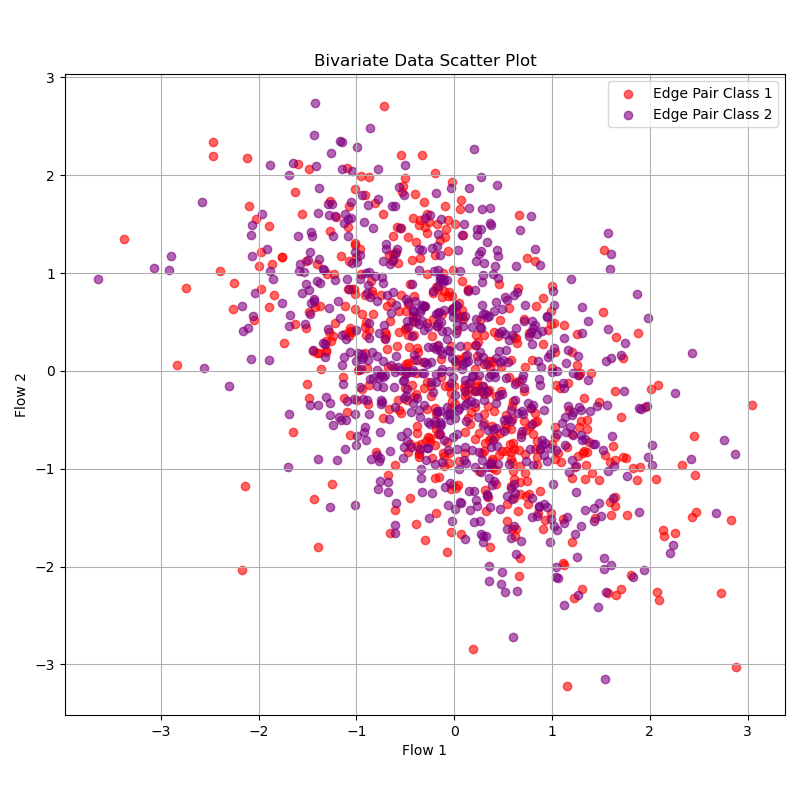 Bivariate Data Scatter Plot
Edge Pair Class 1
Edge Pair Class 2
3
2
1
0
−1
−2
−3
Flow 2
−3
−2
−1
0
1
2
3
Flow 1